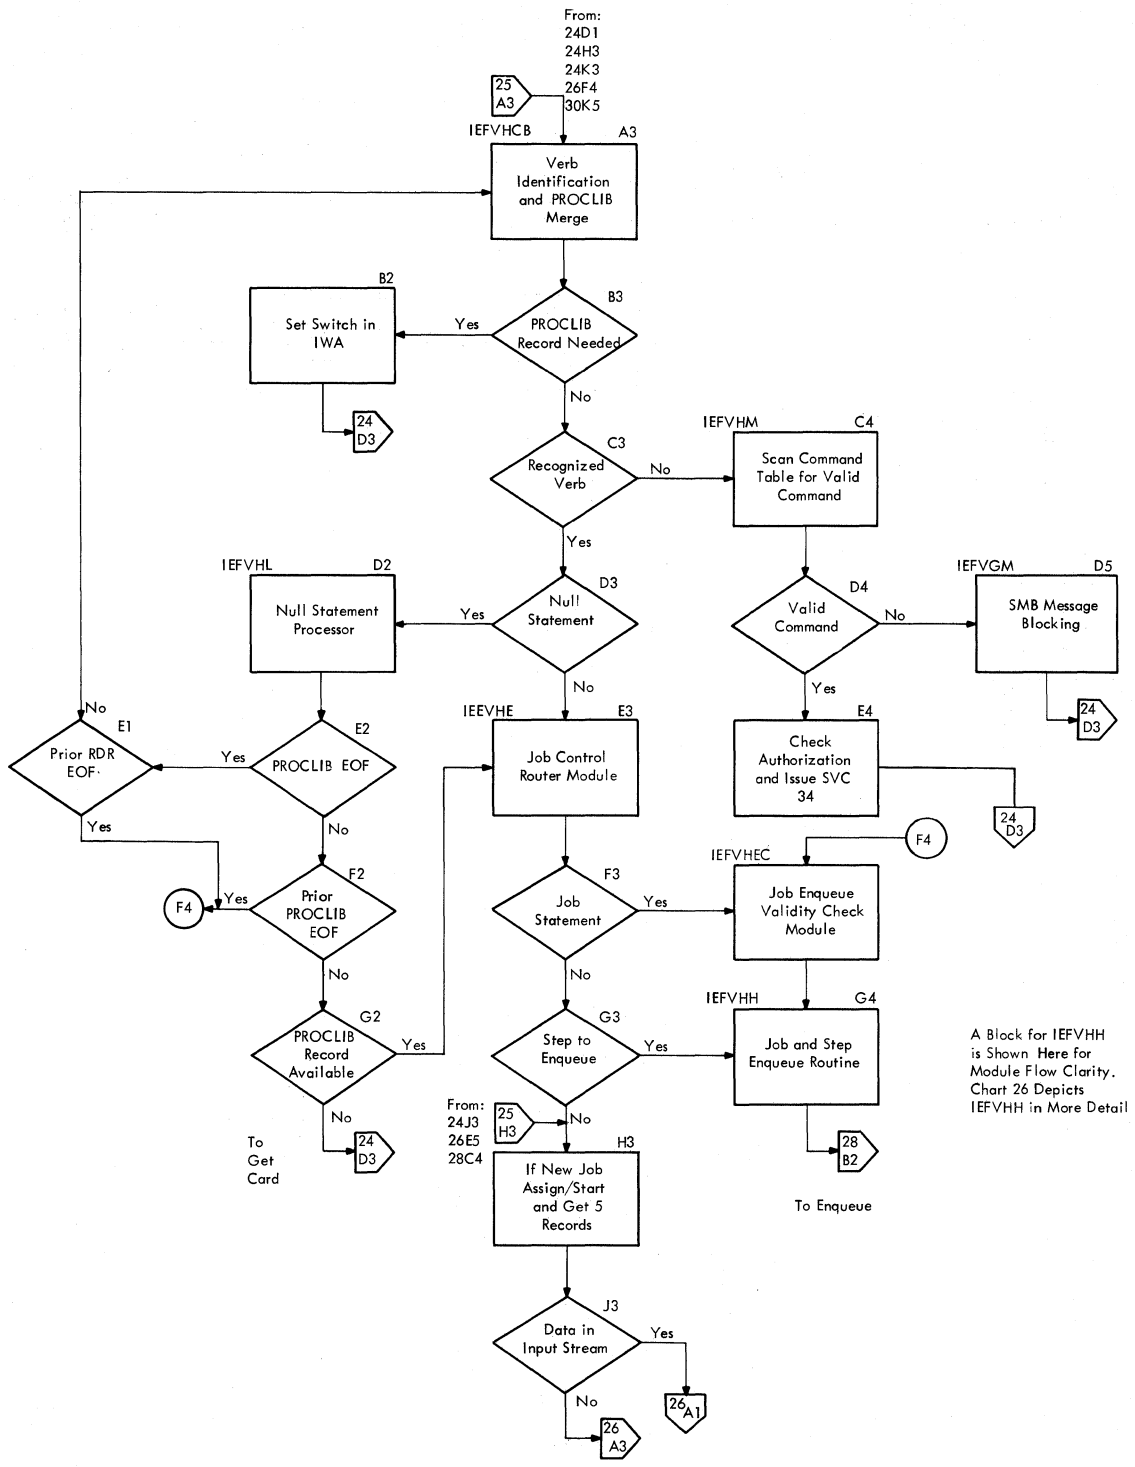 From:
24D1
24H3
24K3
26F4
30K5
25
A3
IEFVHCB
A3
Verb
Identification
and PROCLIB
Merge
B2
Set Switch in
IWA
Yes
B3
PROCLIB
Record Needed
No
24
D3
C3
Recognized
Verb
No
IEFVHM
C4
Scan Command
Table for Valid
Command
Yes
IEFVHL
D2
Null Statement
Processor
Yes
D3
Null
Statement
No
D4
Valid
Command
No
Yes
IEFVGM
D5
SMB Message
Blocking
24
D3
No
E1
Prior RDR
EOF
Yes
Yes
E2
PROCLIB EOF
No
IEEVHE
E3
Job Control
Router Module
E4
Check
Authorization
and Issue SVC
34
24
D3
F4
F4
Yes
F2
Prior
PROCLIB
EOF
No
F3
Job
Statement
Yes
No
IEFVHEC
Job Enqueue
Validity Check
Module
G2
PROCLIB
Record
Available
Yes
No
G3
Step to
Enqueue
Yes
No
IEFVHH
G4
Job and Step
Enqueue Routine
A Block for IEFVHH
is Shown Here for
Module Flow Clarity.
Chart 26 Depicts
IEFVHH in More Detail
To
Get
Card
24
D3
From:
24J3
26E5
28C4
25
H3
28
B2
To Enqueue
H3
If New Job
Assign/Start
and Get 5
Records
J3
Data in
Input Stream
Yes
No
26
A1
26
A3